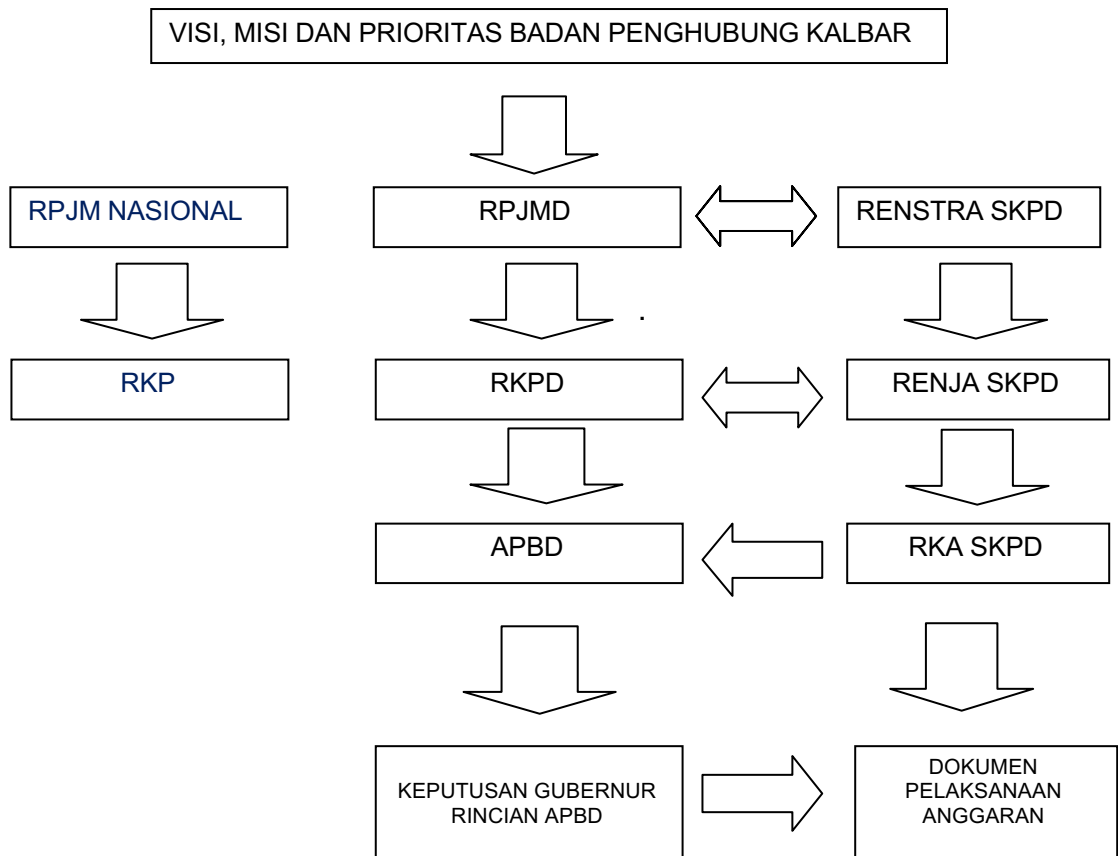 VISI, MISI DAN PRIORITAS BADAN PENGHUBUNG KALBAR
RPJM NASIONAL
RPJMD
RENSTRA SKPD
.
RKP
RKPD
RENJA SKPD
APBD
RKA SKPD
KEPUTUSAN GUBERNUR
RINCIAN APBD
DOKUMEN
PELAKSANAAN
ANGGARAN